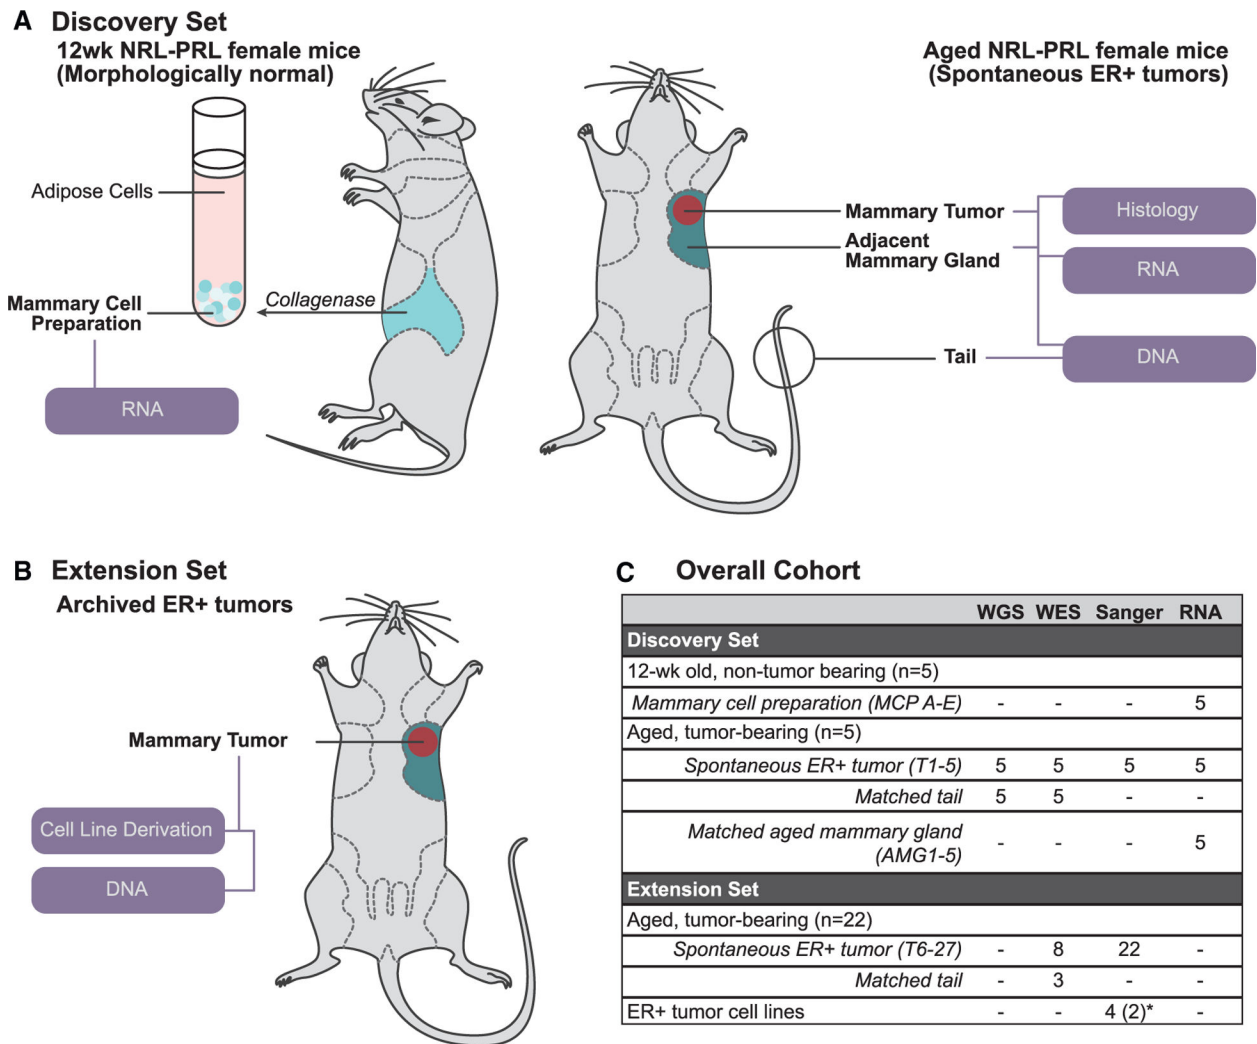 A Discovery Set
12wk NRL-PRL female mice
(Morphologically normal)
Adipose Cells
Mammary Cell
Preparation
Collagenase
RNA
Aged NRL-PRL female mice
(Spontaneous ER+ tumors)
Mammary Tumor
Adjacent
Mammary Gland
Tail
Histology
RNA
DNA
B Extension Set
Archived ER+ tumors
Mammary Tumor
Cell Line Derivation
DNA
C Overall Cohort
WGS WES Sanger RNA
Discovery Set
12-wk old, non-tumor bearing (n=5)
Mammary cell preparation (MCP A-E) - - - 5
Aged, tumor-bearing (n=5)
Spontaneous ER+ tumor (T1-5) 5 5 5 5
Matched tail 5 5 - -
Matched aged mammary gland
(AMG1-5) - - - 5
Extension Set
Aged, tumor-bearing (n=22)
Spontaneous ER+ tumor (T6-27) - 8 22 -
Matched tail - 3 - -
ER+ tumor cell lines - - 4 (2)* -